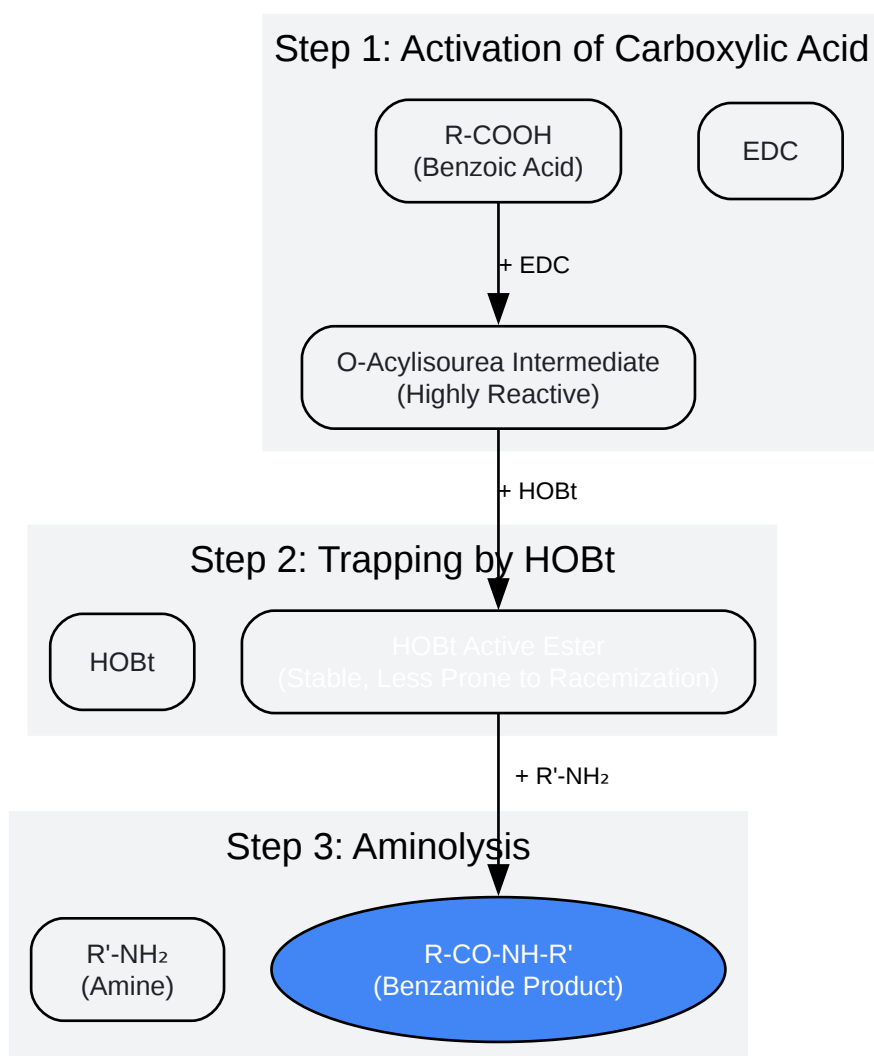 Step 1: Activation of Carboxylic Acid
R-COOH
(Benzoic Acid)
EDC
+ EDC
O-Acylisourea Intermediate
(Highly Reactive)
+ HOBt
Step 2: Trapping by HOBt
HOBt
HOBt Active Ester
(Stable, Less Prone to Racemization)
+ R'-NH₂
Step 3: Aminolysis
R'-NH₂
(Amine)
R-CO-NH-R'
(Benzamide Product)